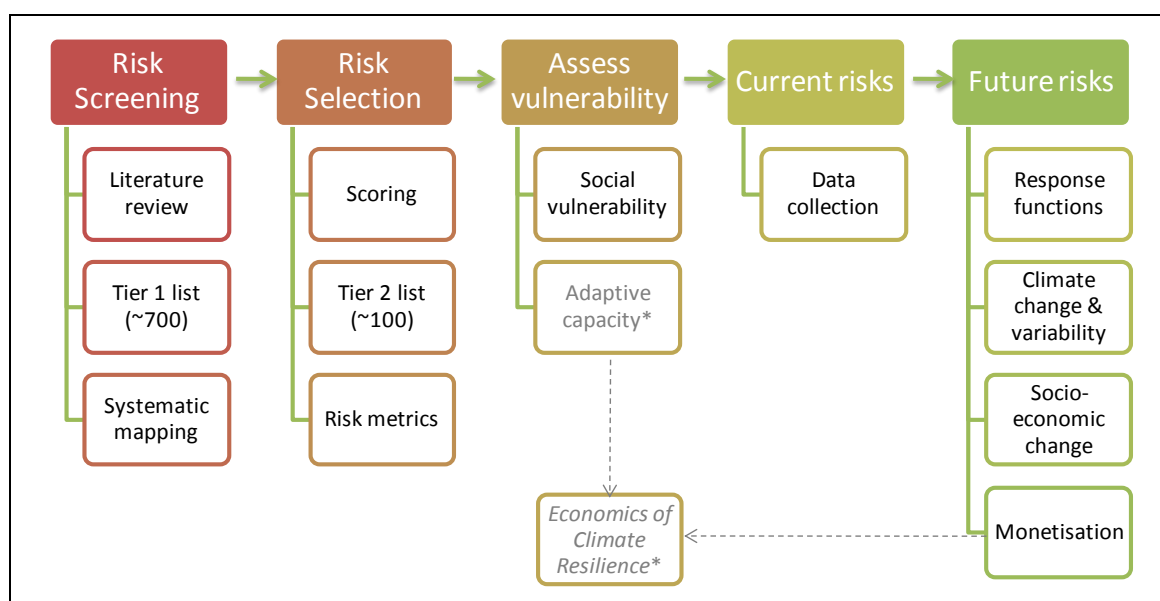 Risk
Screening
Risk
Selection
Assess
vulnerability
Current risks
Future risks
Literature
review
Tier 1 list
(~700)
Systematic
mapping
Scoring
Tier 2 list
(~100)
Risk metrics
Social
vulnerability
Adaptive
capacity*
Economics of
Climate
Resilience*
Data
collection
Response
functions
Climate
change &
variability
Socio-
economic
change
Monetisation